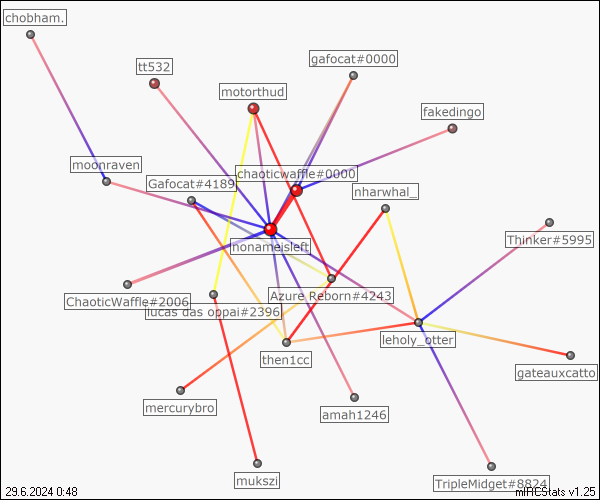 chobham.
gafocat#0000
tt532
motorthud
fakedingo
moonraven
chaoticwaffle#0000
Gafocat#4189
nharwhal_
Thinker#5995
nonameisleft
ChaoticWaffle#2006
Azure Reborn#4243
lucas das oppai#2396
leholy_otter
then1cc
gateauxcatto
mercurybro
amah1246
mukszi
TripleMidget#8824
29.6.2024 0:48
mIRCStats v1.25